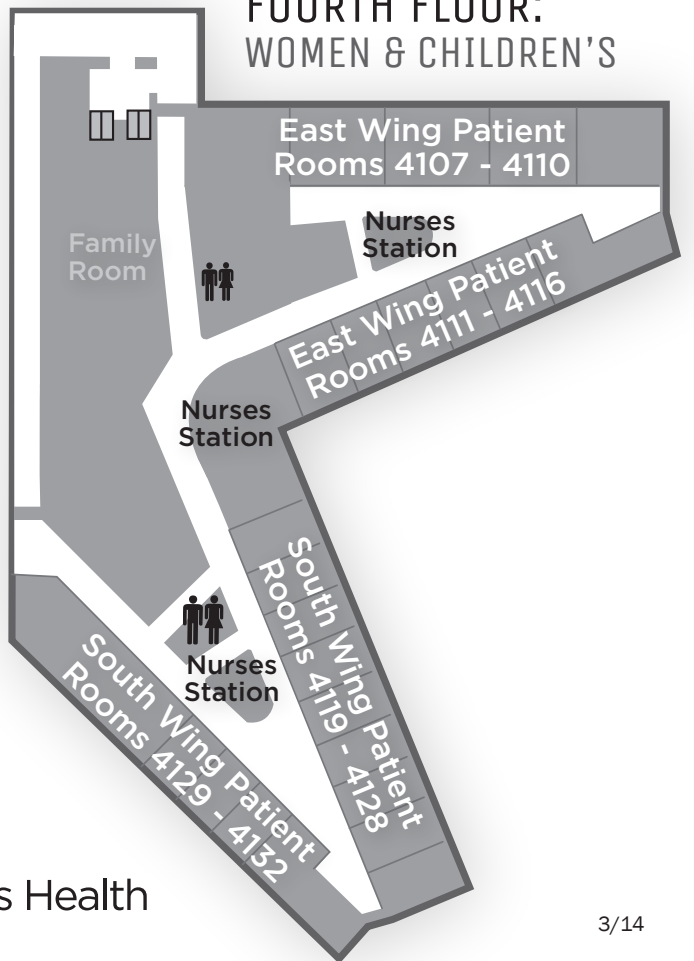 FOURTH FLOOR:
WOMEN & CHILDREN'S
East Wing Patient
Rooms 4107 - 4110
Nurses
Station
Family
Room
East Wing Patient
Rooms 4111 - 4116
Nurses
Station
South Wing Patient
Rooms 4119 - 4128
Nurses
Station
South Wing Patient
Rooms 4129 - 4132
s Health
3/14